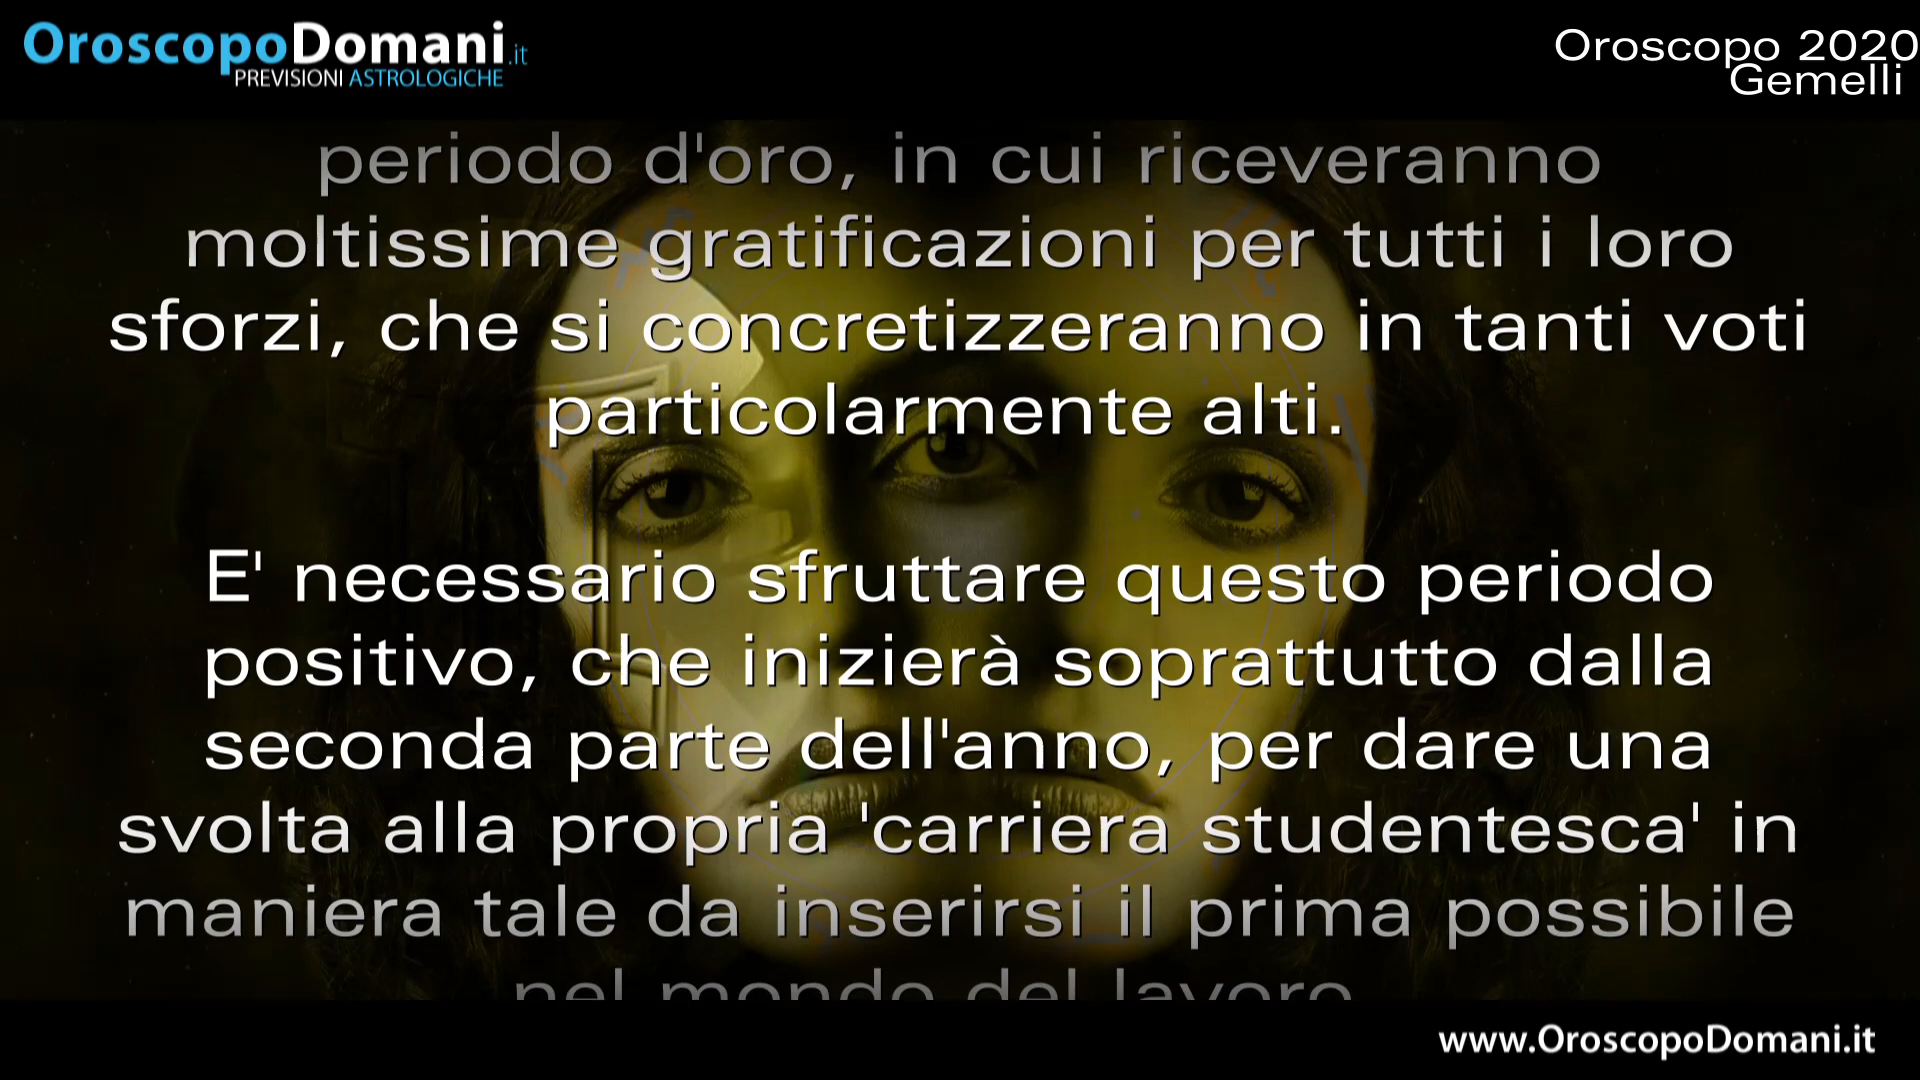 OroscopoDomani.it
PREVISIONI ASTROLOGICHE
Oroscopo 2020
Gemelli
periodo d'oro, in cui riceveranno
moltissime gratificazioni per tutti i loro
sforzi, che si concretizzeranno in tanti voti
particolarmente alti.
E' necessario sfruttare questo periodo
positivo, che inizierà soprattutto dalla
seconda parte dell'anno, per dare una
svolta alla propria 'carriera studentesca' in
maniera tale da inserirsi il prima possibile
nel mondo del lavoro
www.OroscopoDomani.it